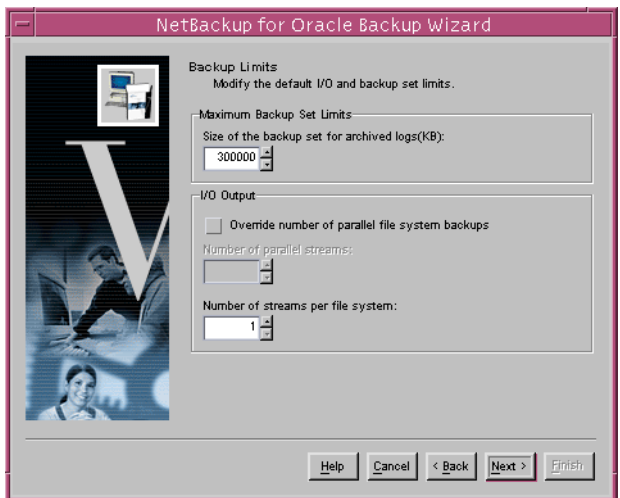 NetBackup for Oracle Backup Wizard
Backup Limits
Modify the default I/O and backup set limits.
Maximum Backup Set Limits
Size of the backup set for archived logs(KB):
300000
I/O Output
Override number of parallel file system backups
Number of parallel streams:
Number of streams per file system:
1
V
Help
Cancel
< Back
Next >
Finish